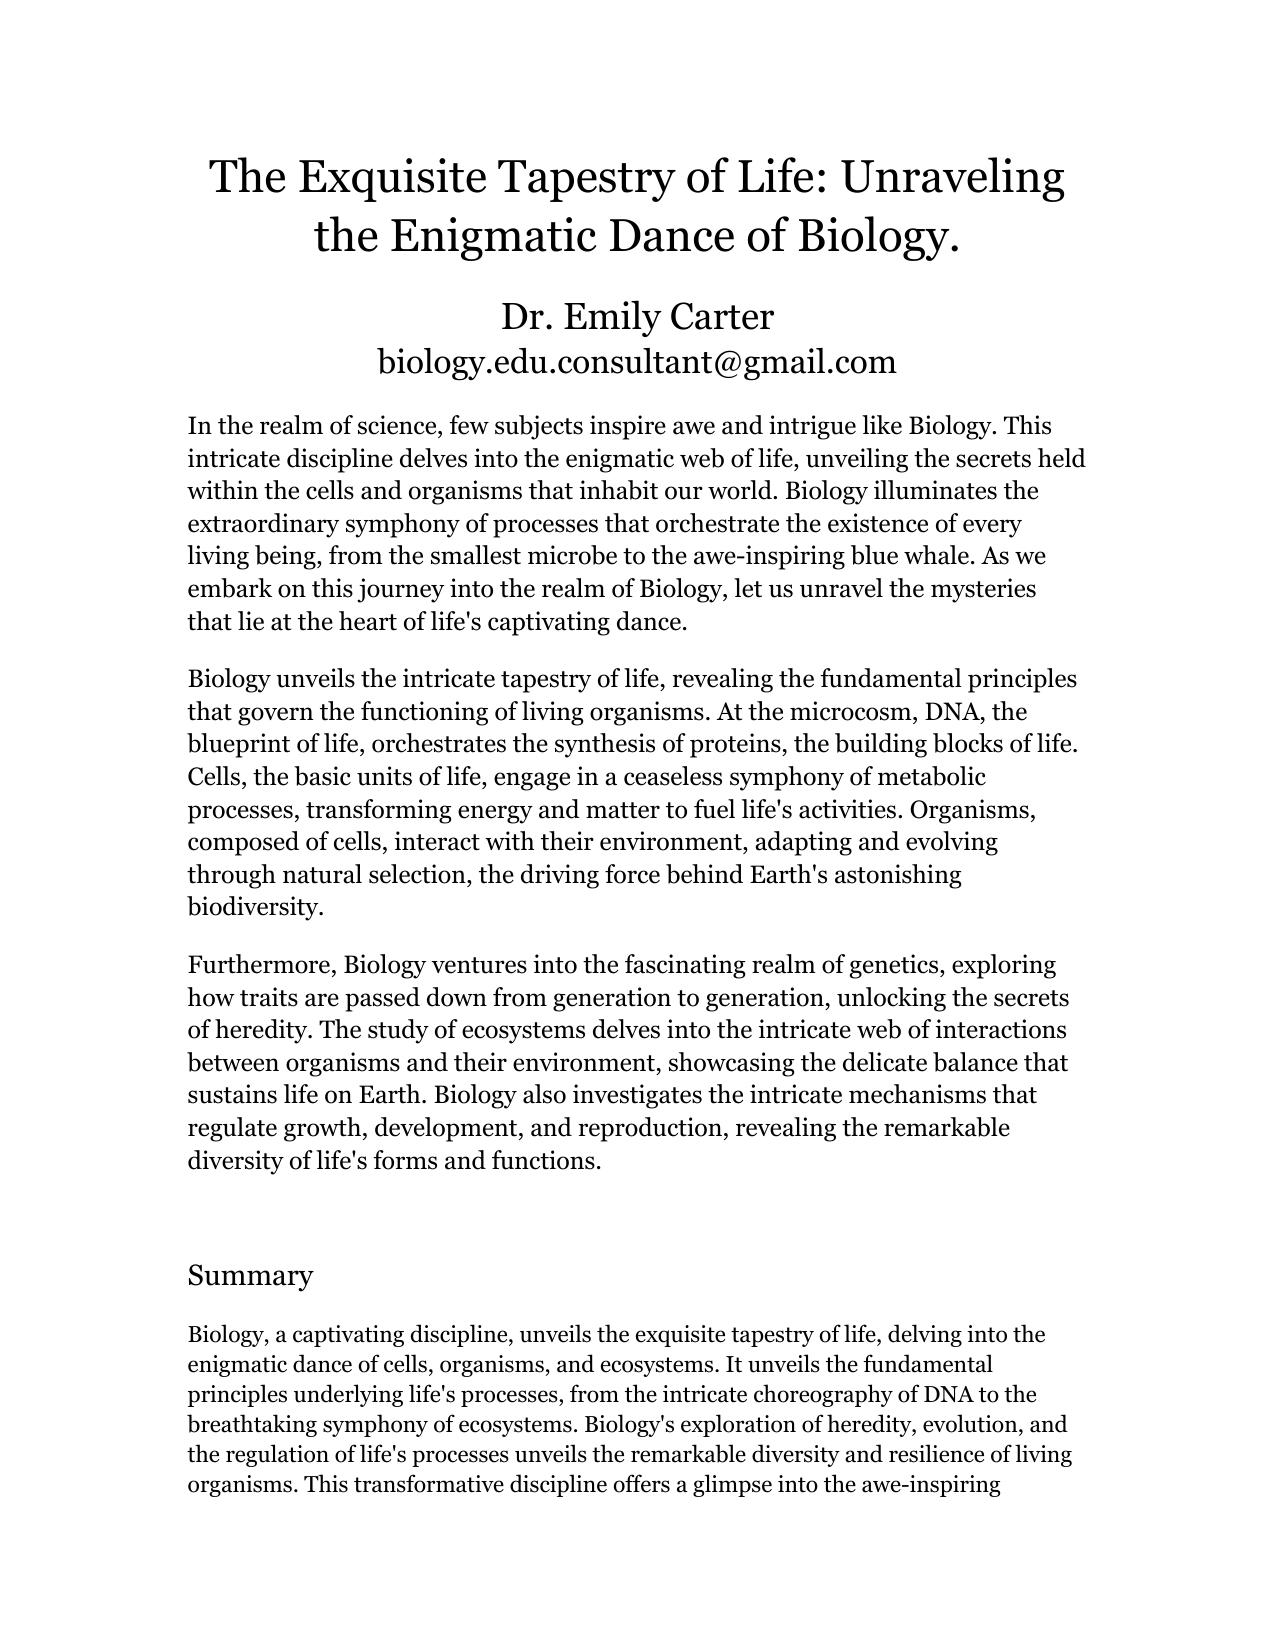 The Exquisite Tapestry of Life: Unraveling
the Enigmatic Dance of Biology.
Dr. Emily Carter
biology.edu.consultant@gmail.com
In the realm of science, few subjects inspire awe and intrigue like Biology. This
intricate discipline delves into the enigmatic web of life, unveiling the secrets held
within the cells and organisms that inhabit our world. Biology illuminates the
extraordinary symphony of processes that orchestrate the existence of every
living being, from the smallest microbe to the awe-inspiring blue whale. As we
embark on this journey into the realm of Biology, let us unravel the mysteries
that lie at the heart of life's captivating dance.
Biology unveils the intricate tapestry of life, revealing the fundamental principles
that govern the functioning of living organisms. At the microcosm, DNA, the
blueprint of life, orchestrates the synthesis of proteins, the building blocks of life.
Cells, the basic units of life, engage in a ceaseless symphony of metabolic
processes, transforming energy and matter to fuel life's activities. Organisms,
composed of cells, interact with their environment, adapting and evolving
through natural selection, the driving force behind Earth's astonishing
biodiversity.
Furthermore, Biology ventures into the fascinating realm of genetics, exploring
how traits are passed down from generation to generation, unlocking the secrets
of heredity. The study of ecosystems delves into the intricate web of interactions
between organisms and their environment, showcasing the delicate balance that
sustains life on Earth. Biology also investigates the intricate mechanisms that
regulate growth, development, and reproduction, revealing the remarkable
diversity of life's forms and functions.
Summary
Biology, a captivating discipline, unveils the exquisite tapestry of life, delving into the
enigmatic dance of cells, organisms, and ecosystems. It unveils the fundamental
principles underlying life's processes, from the intricate choreography of DNA to the
breathtaking symphony of ecosystems. Biology's exploration of heredity, evolution, and
the regulation of life's processes unveils the remarkable diversity and resilience of living
organisms. This transformative discipline offers a glimpse into the awe-inspiring